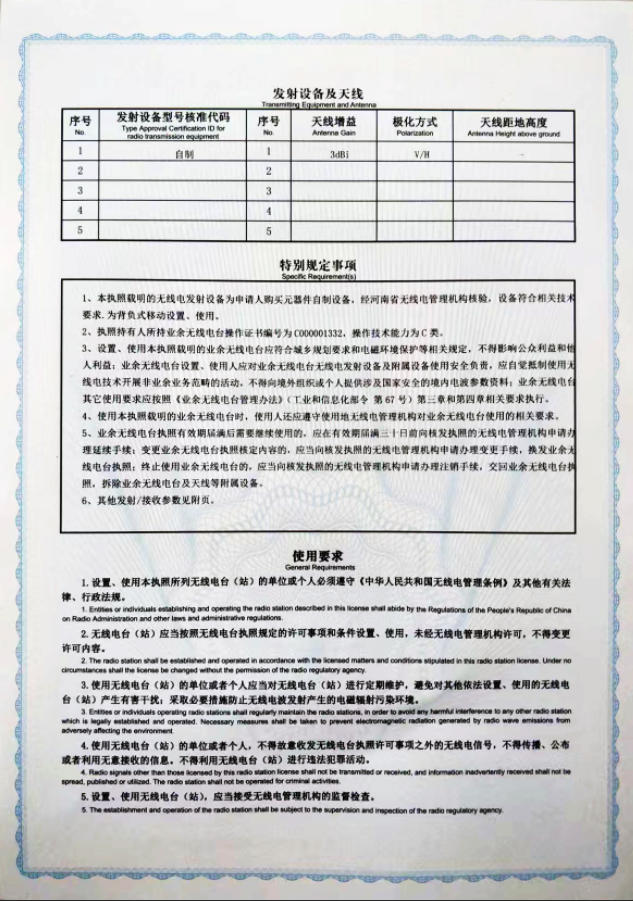 发射设备及天线
Transmitting Equipment and Antenna
序号 发射设备型号核准代码 序号 天线增益 极化方式 天线距地高度
No. Type Approval Certification ID for radio transmission equipment No. Antenna Gain Polarization Antenna Height above ground
1 自制 1 3dBi V/H -
2 2
3 3
4 4
5 5
特别规定事项
Specific Requirement(s)
1、本执照载明的无线电发射设备为申请人购买元器件自制设备，经河南省无线电管理机构核验，设备符合相关技术
要求.为背负式移动设置、使用。
2、执照持有人所持业余无线电台操作证书编号为C000001332，操作技术能力为C类。
3、设置、使用本执照载明的业余无线电台应符合城乡规划要求和电磁环境保护等相关规定，不得影响公众利益和他
人利益；业余无线电台设置、使用人应对业余无线电台无线电发射设备及附属设备使用安全负责，应自觉抵制使用无
线电技术开展非业余业务范畴的活动，不得向境外组织或个人提供涉及国家安全的境内电波参数资料；业余无线电台
其它使用要求应按照《业余无线电台管理办法》（工业和信息化部令 第67号）第三章和第四章相关要求执行。
4、使用本执照载明的业余无线电台时，使用人还应遵守使用地无线电管理机构对业余无线电台使用的相关要求。
5、业余无线电台执照有效期届满后需要继续使用的，应在有效期届满三十日前向核发执照的无线电管理机构申请办
理延续手续；变更业余无线电台执照核定内容的，应当向核发执照的无线电管理机构申请办理变更手续，换发业余无
线电台执照；终止使用业余无线电台的，应当向核发执照的无线电管理机构申请办理注销手续，交回业余无线电台执
照，拆除业余无线电台及天线等附属设备。
6、其他发射/接收参数见附页。
使用要求
General Requirements
1. 设置、使用本执照所列无线电台（站）的单位或个人必须遵守《中华人民共和国无线电管理条例》及其他有关法
律、行政法规。
1. Entities or individuals establishing and operating the radio station described in this license shall abide by the Regulations of the People's Republic of China
on Radio Administration and other laws and administrative regulations.
2. 无线电台（站）应当按照无线电台执照规定的许可事项和条件设置、使用，未经无线电管理机构许可，不得变更
许可内容。
2. The radio station shall be established and operated in accordance with the licensed matters and conditions stipulated in this radio station license. Under no
circumstances shall the license be changed without the permission of the radio regulatory agency.
3. 使用无线电台（站）的单位或者个人应当对无线电台（站）进行定期维护，避免对其他依法设置、使用的无线电
台（站）产生有害干扰；采取必要措施防止无线电波发射产生的电磁辐射污染环境。
3. Entities or individuals operating radio stations shall regularly maintain the radio stations, in order to avoid any harmful interference to any other radio station
which is legally established and operated. Necessary measures shall be taken to prevent electromagnetic radiation generated by radio wave emissions from
adversely affecting the environment.
4. 使用无线电台（站）的单位或者个人，不得故意收发无线电台执照许可事项之外的无线电信号，不得传播、公布
或者利用无意接收的信息。不得利用无线电台（站）进行违法犯罪活动。
4. Radio signals other than those licensed by this radio station license shall not be transmitted or received, and information inadvertently received shall not be
spread, published or utilized. The radio station shall not be operated for criminal activities.
5. 设置、使用无线电台（站），应当接受无线电管理机构的监督检查。
5. The establishment and operation of the radio station shall be subject to the supervision and inspection of the radio regulatory agency.